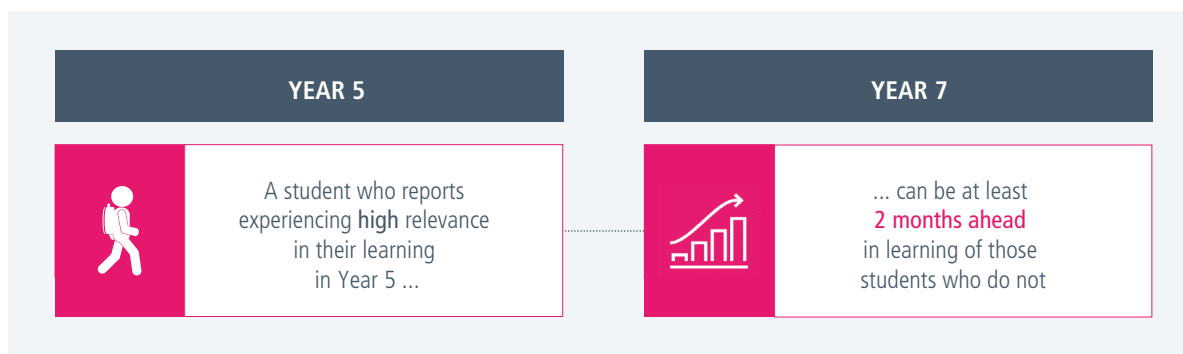 YEAR 5
A student who reports
experiencing high relevance
in their learning
in Year 5 ...
YEAR 7
... can be at least
2 months ahead
in learning of those
students who do not